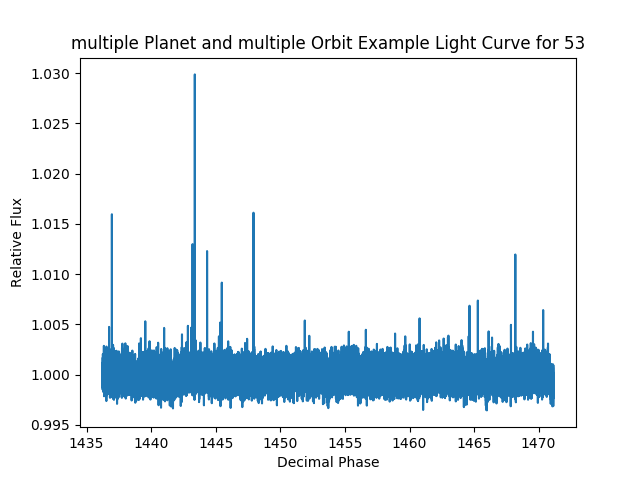 multiple Planet and multiple Orbit Example Light Curve for 53
1.030
1.025
1.020
1.015
1.010
1.005
1.000
0.995
Relative Flux
1435 1440 1445 1450 1455 1460 1465 1470
Decimal Phase